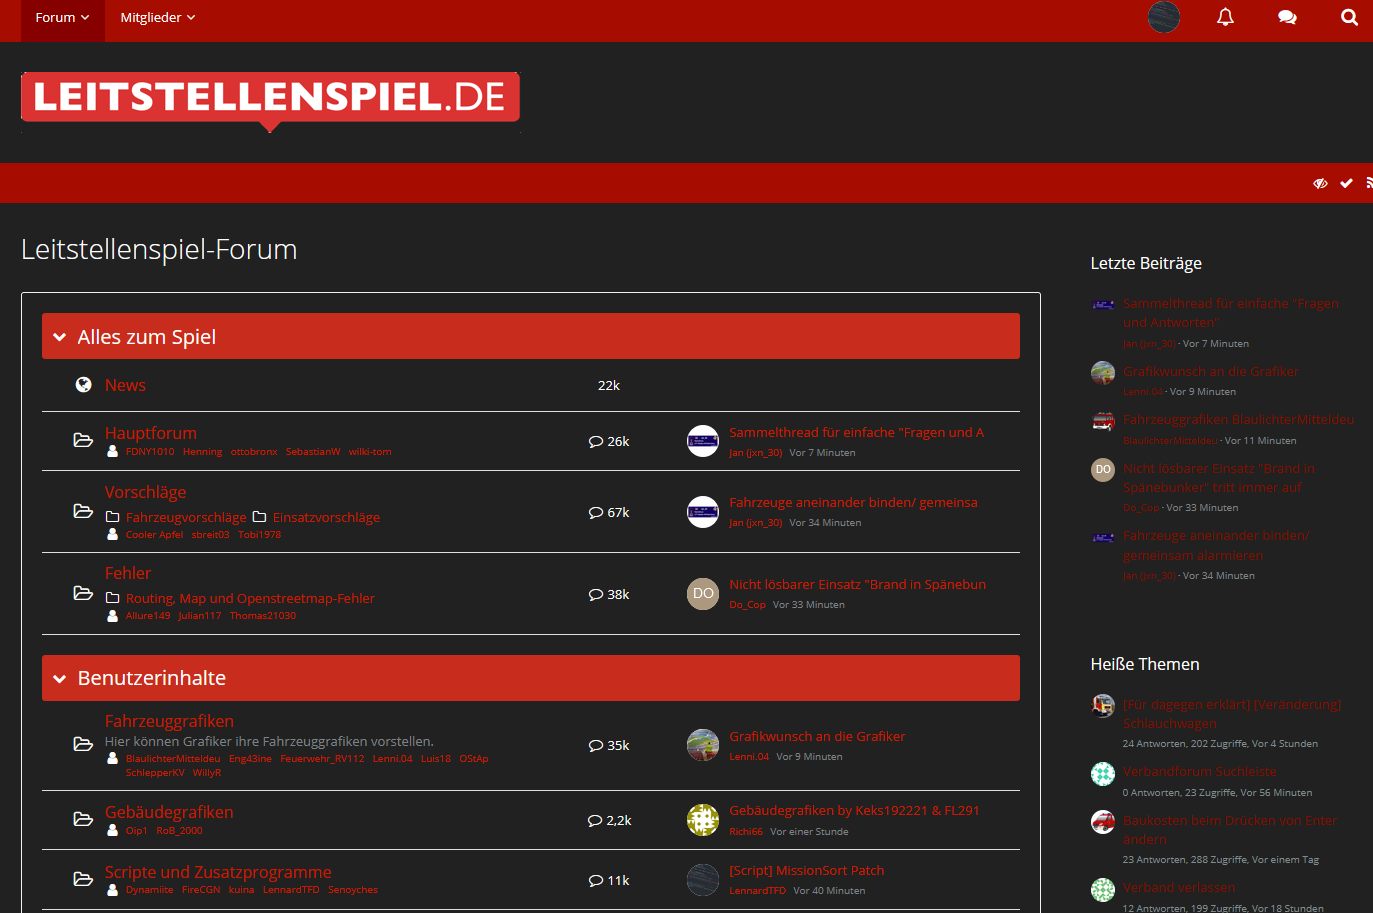 Forum
Mitglieder
LEITSTELLENSPIEL.DE
Leitstellenspiel-Forum
Alles zum Spiel
News
22k
Hauptforum
FDNY1010 Henning ottobronx SebastianW wilki-tom
26k
Sammelthread für einfache "Fragen und A
Jan (jxn_30) Vor 7 Minuten
Vorschläge
Fahrzeugvorschläge Einsatzvorschläge
Cooler Apfel sbreit03 Tobi1978
67k
Fahrzeuge aneinander binden/ gemeinsa
Jan (jxn_30) Vor 34 Minuten
Fehler
Routing, Map und Openstreetmap-Fehler
Allure149 Julian117 Thomas21030
38k
DO
Nicht lösbarer Einsatz "Brand in Spänebun
Do_Cop Vor 33 Minuten
Benutzerinhalte
Fahrzeuggrafiken
Hier können Grafiker ihre Fahrzeuggrafiken vorstellen.
BlaulichterMitteldeu Eng43ine Feuerwehr_RV112 Lenni.04 Luis18 OStAp
SchlepperKV WillyR
35k
Grafikwunsch an die Grafiker
Lenni.04 Vor 9 Minuten
Gebäudegrafiken
Oip1 RoB_2000
2,2k
Gebäudegrafiken by Keks192221 & FL291
Richi66 Vor einer Stunde
Scripte und Zusatzprogramme
Dynamiite FireCGN kuina LennardTFD Senoyches
11k
[Script] MissionSort Patch
LennardTFD Vor 40 Minuten
Letzte Beiträge
Sammelthread für einfache "Fragen
und Antworten"
Jan (jxn_30) · Vor 7 Minuten
Grafikwunsch an die Grafiker
Lenni.04 · Vor 9 Minuten
Fahrzeuggrafiken BlaulichterMitteldeu
BlaulichterMitteldeu · Vor 11 Minuten
DO
Nicht lösbarer Einsatz "Brand in
Spänebunker" tritt immer auf
Do_Cop · Vor 33 Minuten
Fahrzeuge aneinander binden/
gemeinsam alarmieren
Jan (jxn_30) · Vor 34 Minuten
Heiße Themen
[Für dagegen erklärt] [Veränderung]
Schlauchwagen
24 Antworten, 202 Zugriffe, Vor 4 Stunden
Verbandforum Suchleiste
0 Antworten, 23 Zugriffe, Vor 56 Minuten
Baukosten beim Drücken von Enter
ändern
23 Antworten, 288 Zugriffe, Vor einem Tag
Verband verlassen
12 Antworten, 199 Zugriffe, Vor 18 Stunden